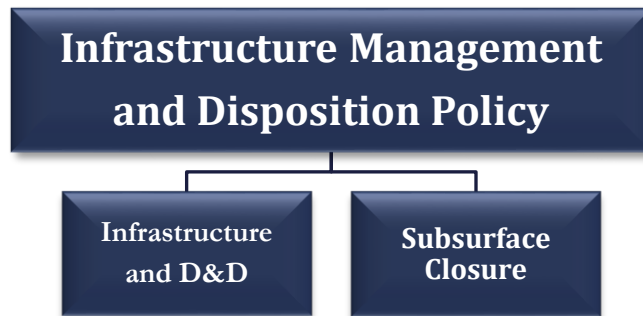 Infrastructure Management
and Disposition Policy
Infrastructure
and D&D
Subsurface
Closure